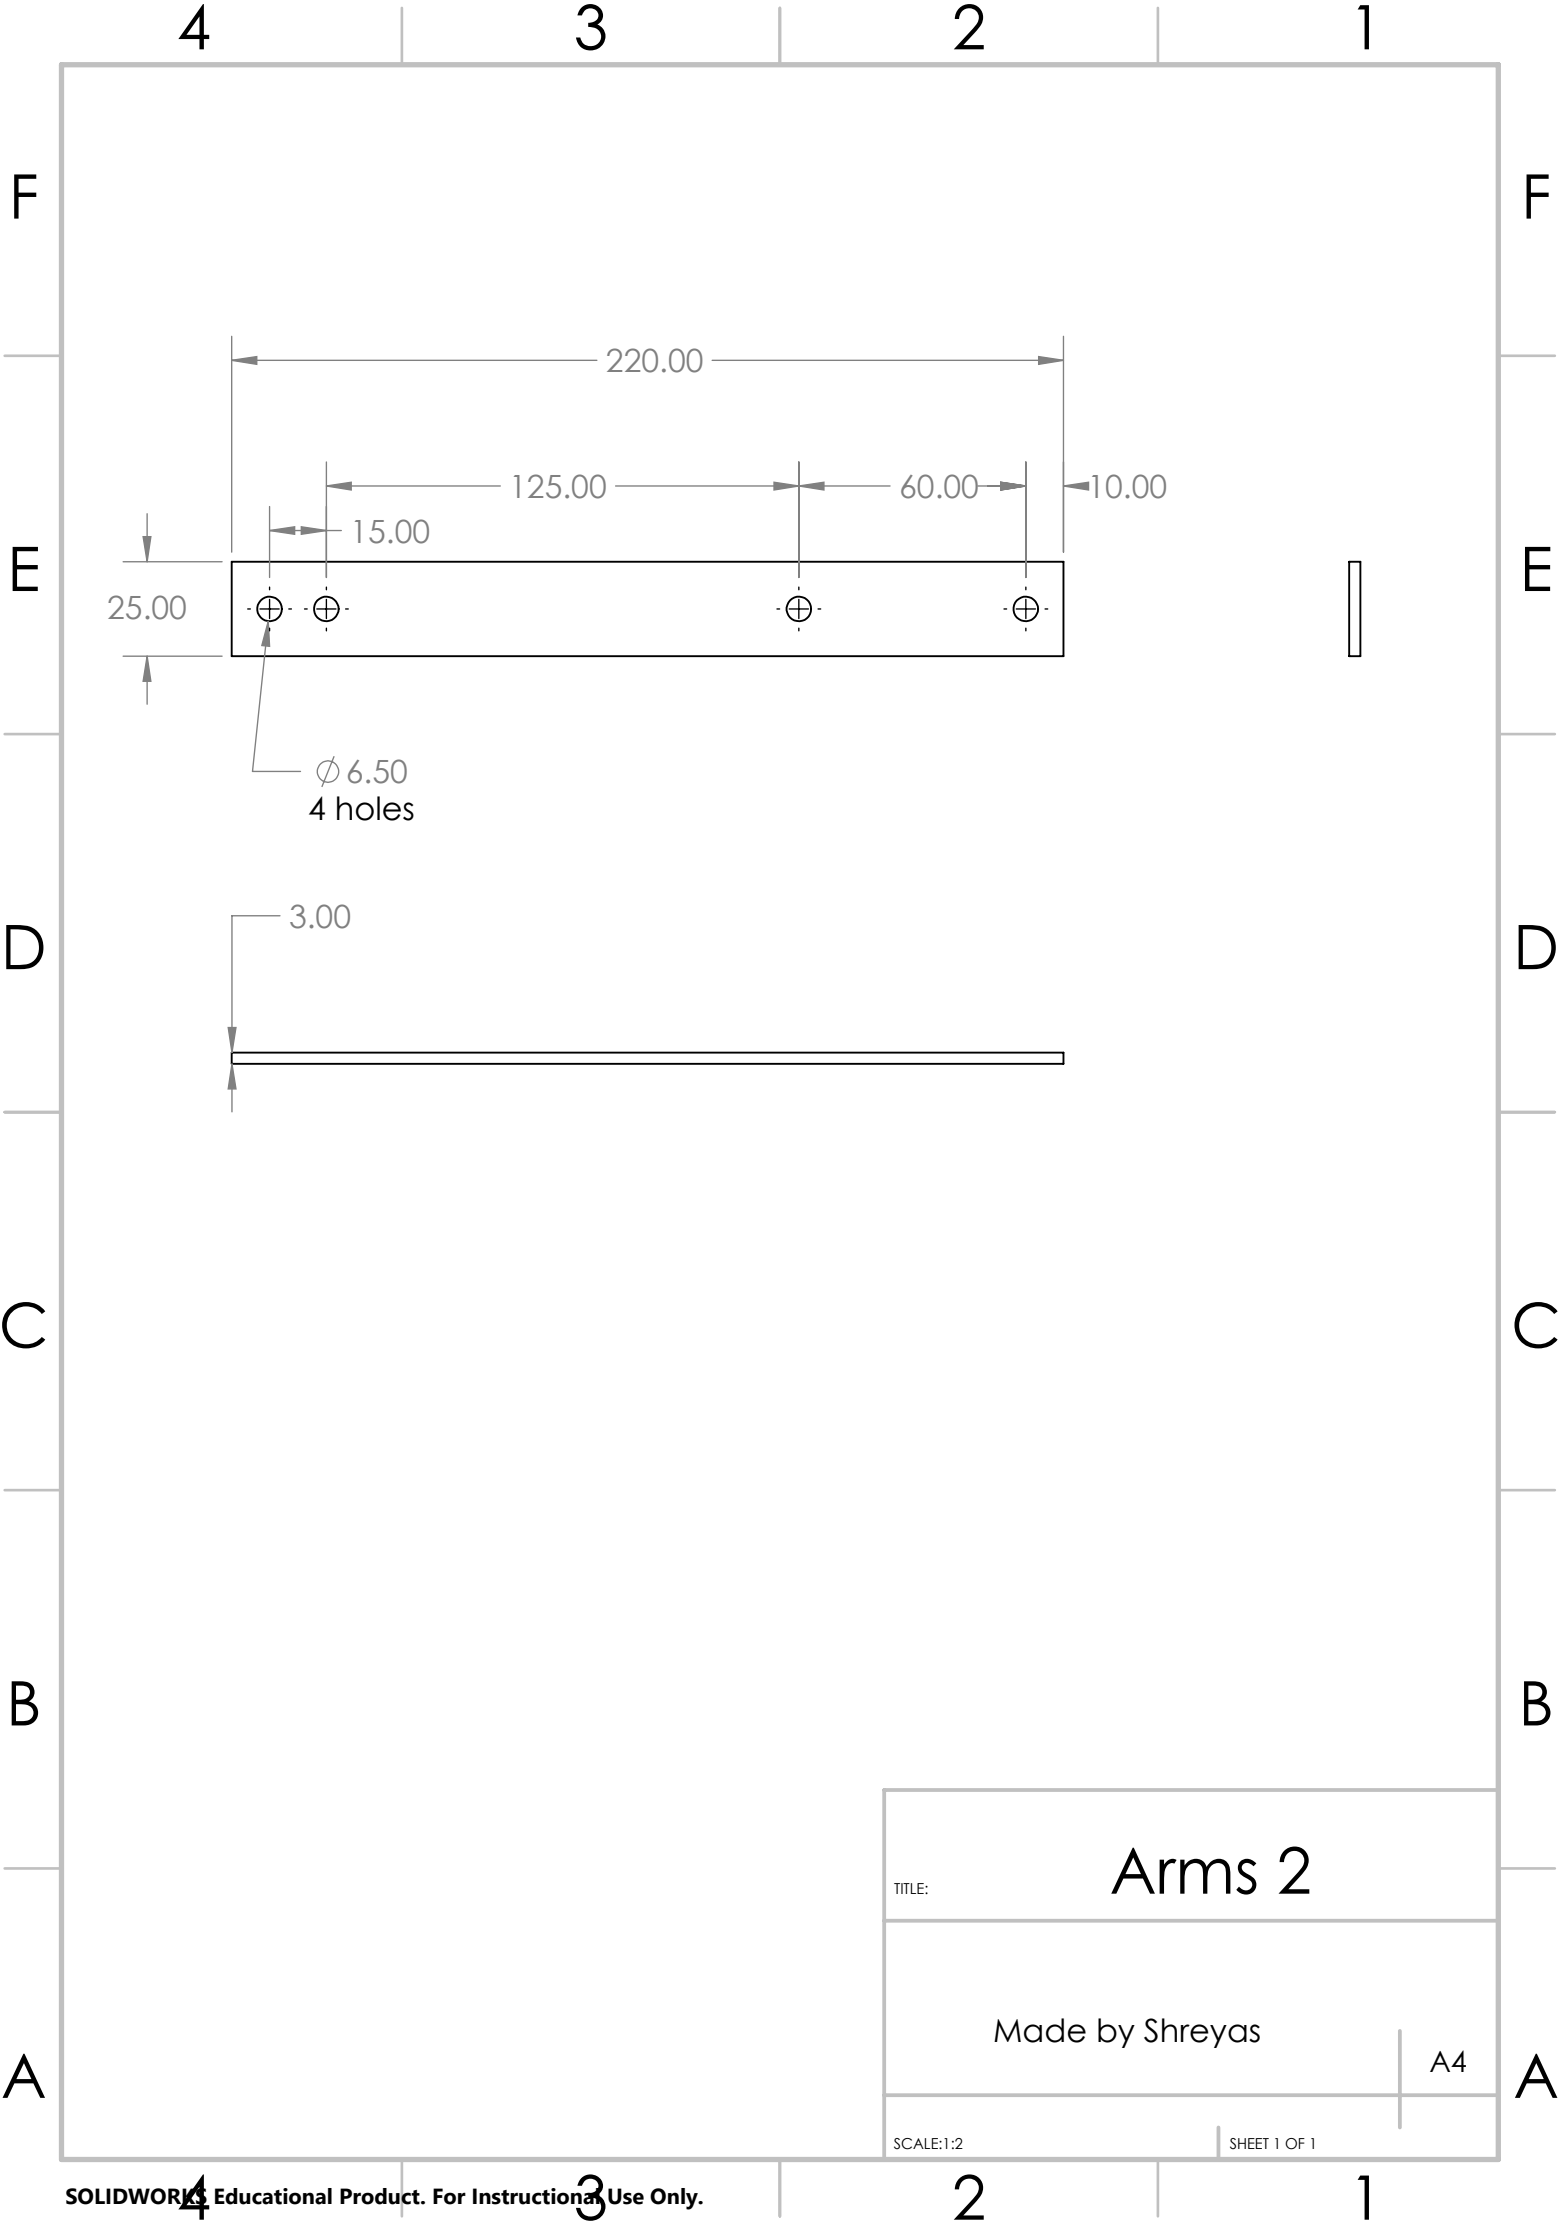 4 3 2 1
F F
220.00
125.00 60.00 10.00
15.00
E E
25.00
⌀6.50
4 holes
3.00
D D
C C
B B
TITLE: Arms 2
Made by Shreyas
A4
A A
SCALE:1:2 SHEET 1 OF 1
4 3 2 1
SOLIDWORKS Educational Product. For Instructional Use Only.